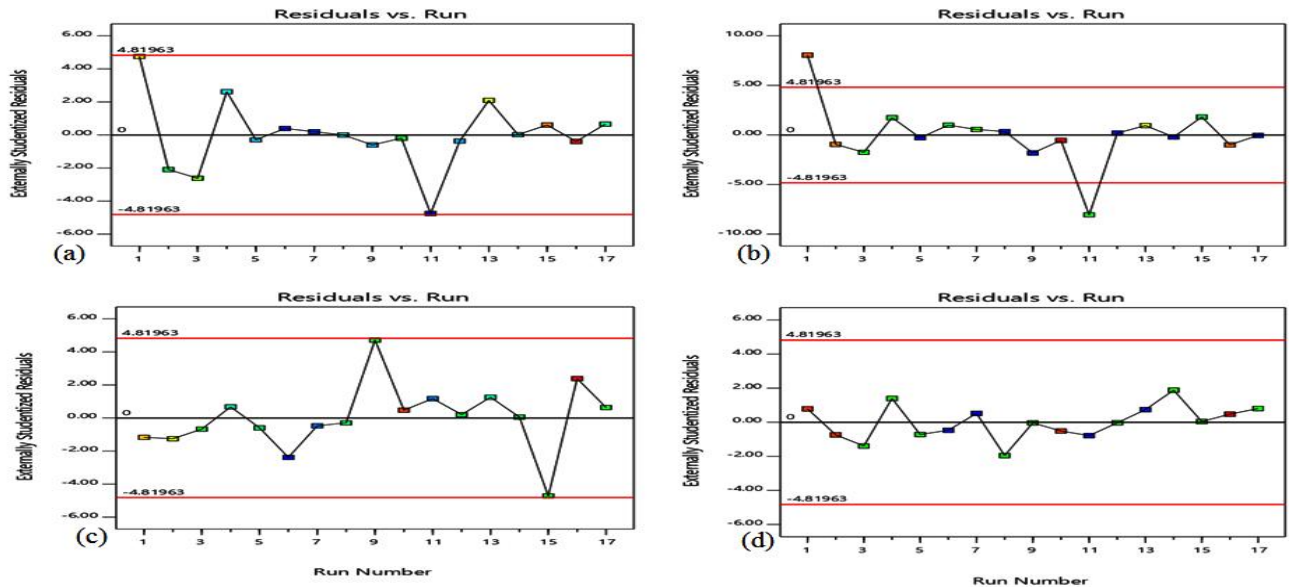 Residuals vs. Run
Externally Studentized Residuals
6.00
4.81963
4.00
2.00
0
0.00
-2.00
-4.00
-4.81963
-6.00
(a)
1 3 5 7 9 11 13 15 17
Residuals vs. Run
Externally Studentized Residuals
10.00
5.00
4.81963
0
0.00
-4.81963
-5.00
-10.00
(b)
1 3 5 7 9 11 13 15 17
Residuals vs. Run
Externally Studentized Residuals
6.00
4.81963
4.00
2.00
0
0.00
-2.00
-4.00
-4.81963
-6.00
(c)
1 3 5 7 9 11 13 15 17
Run Number
Residuals vs. Run
Externally Studentized Residuals
6.00
4.81963
4.00
2.00
0
0.00
-2.00
-4.00
-4.81963
-6.00
(d)
1 3 5 7 9 11 13 15 17
Run Number